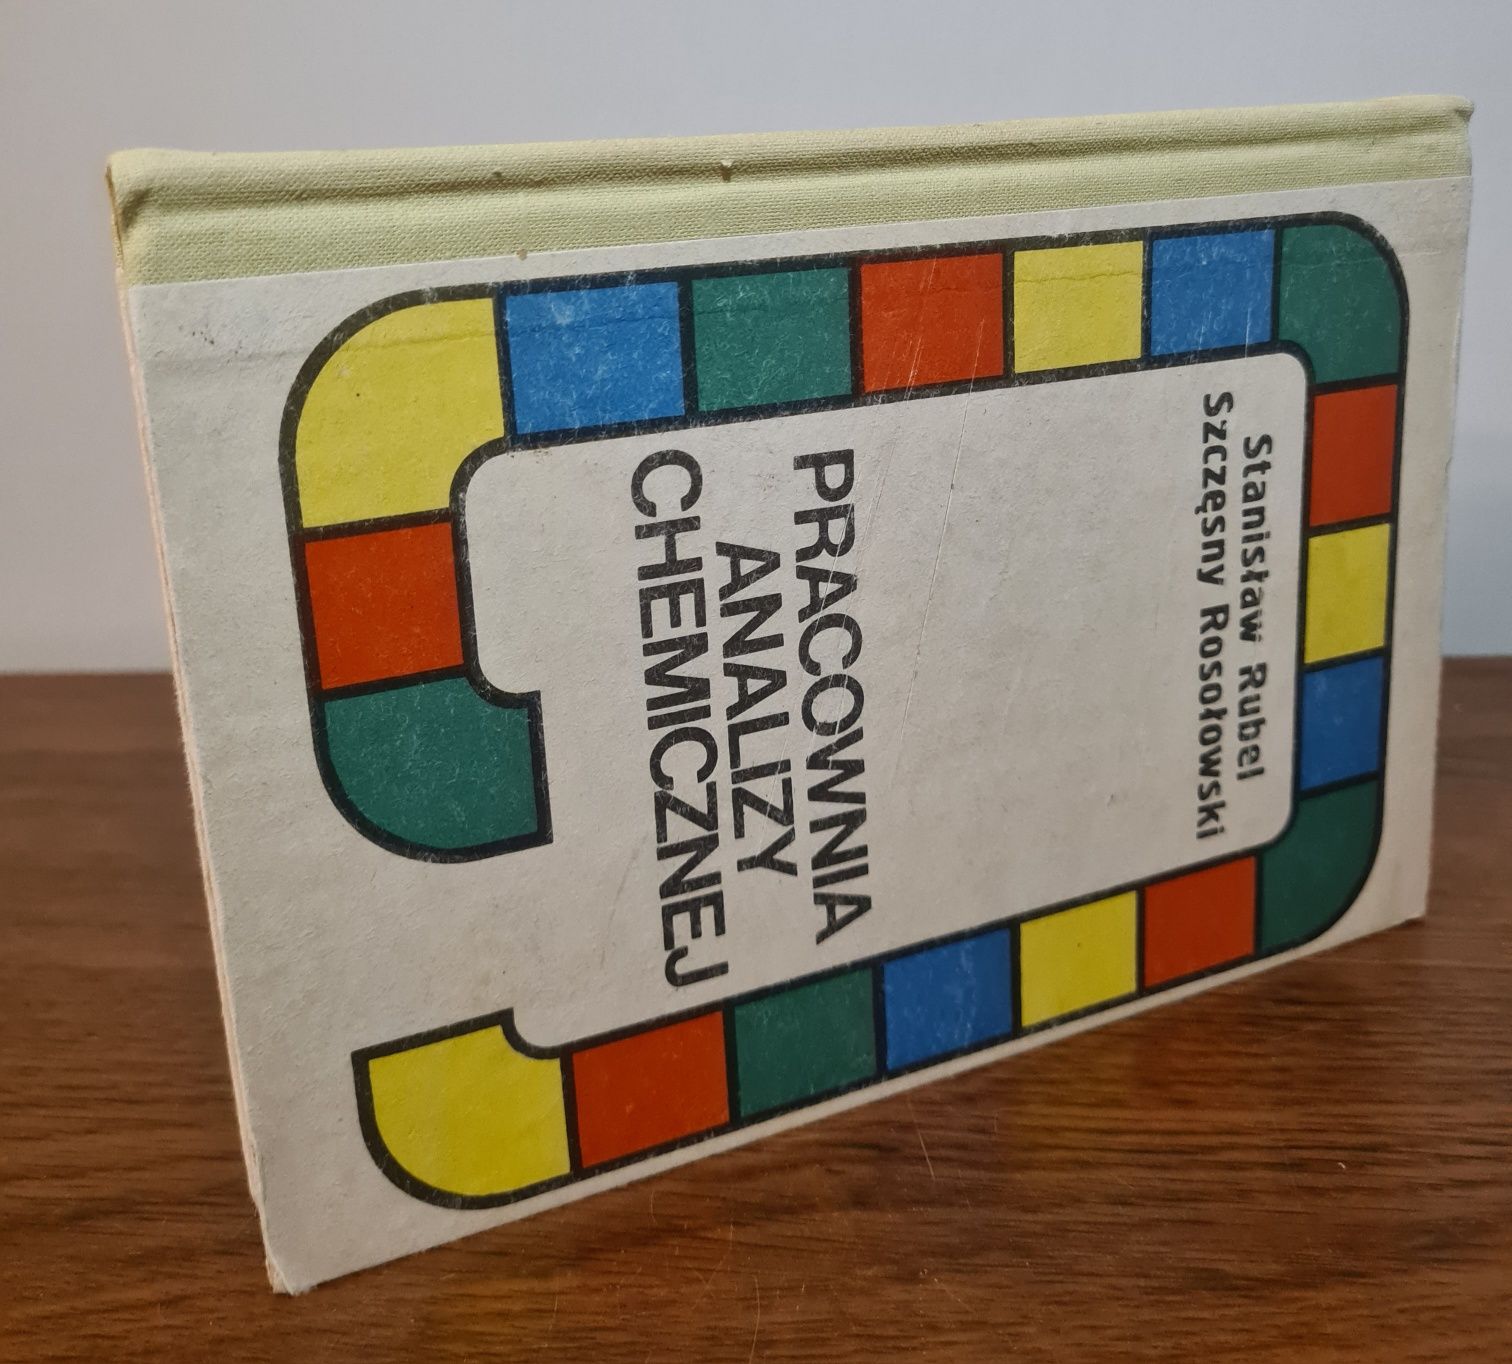 Stanisław Rubel
Szczęsny Rosołowski
PRACOWNIA
ANALIZY
CHEMICZNEJ